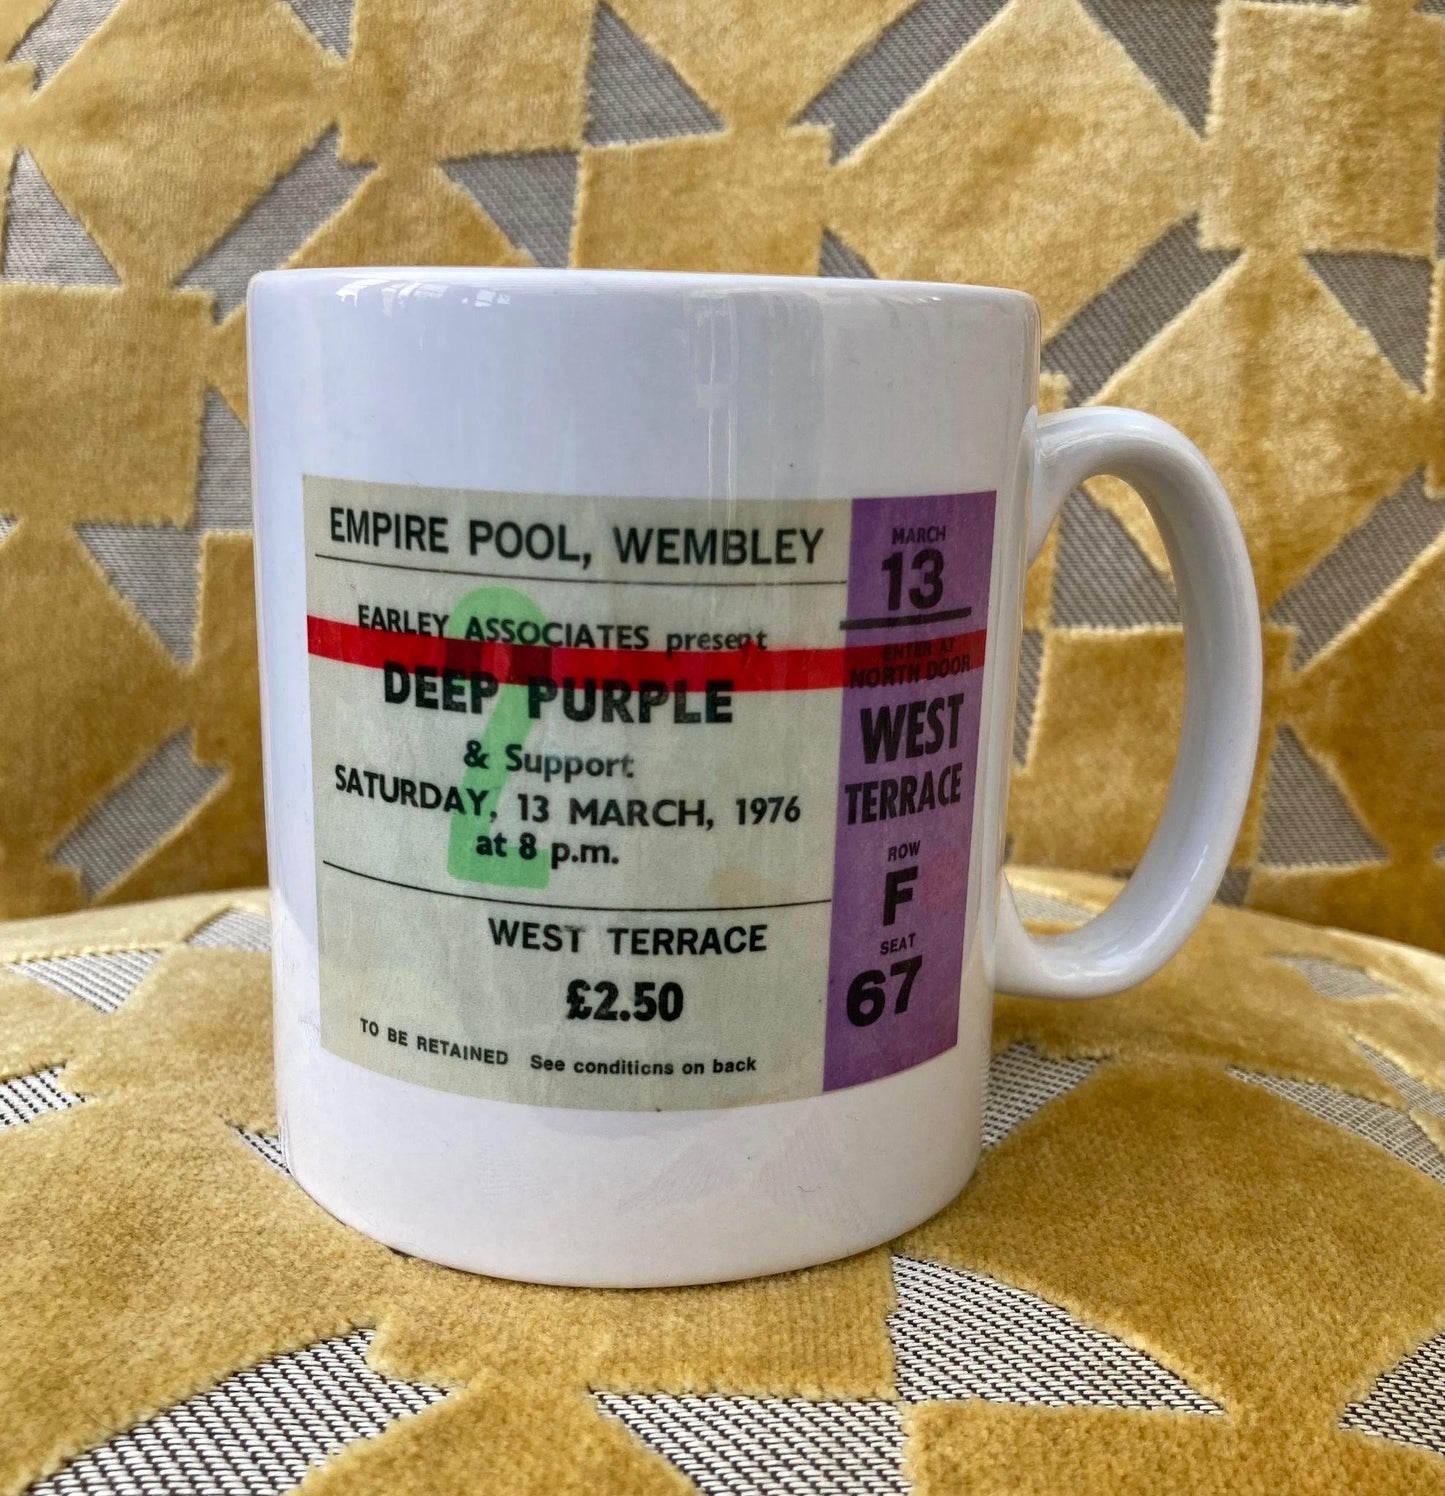 EMPIRE POOL, WEMBLEY
EARLEY ASSOCIATES present
DEEP PURPLE
& Support
SATURDAY, 13 MARCH, 1976
at 8 p.m.
WEST TERRACE
£2.50
TO BE RETAINED See conditions on back
MARCH
13
ENTER AT
NORTH DOOR
WEST
TERRACE
ROW
F
SEAT
67
2